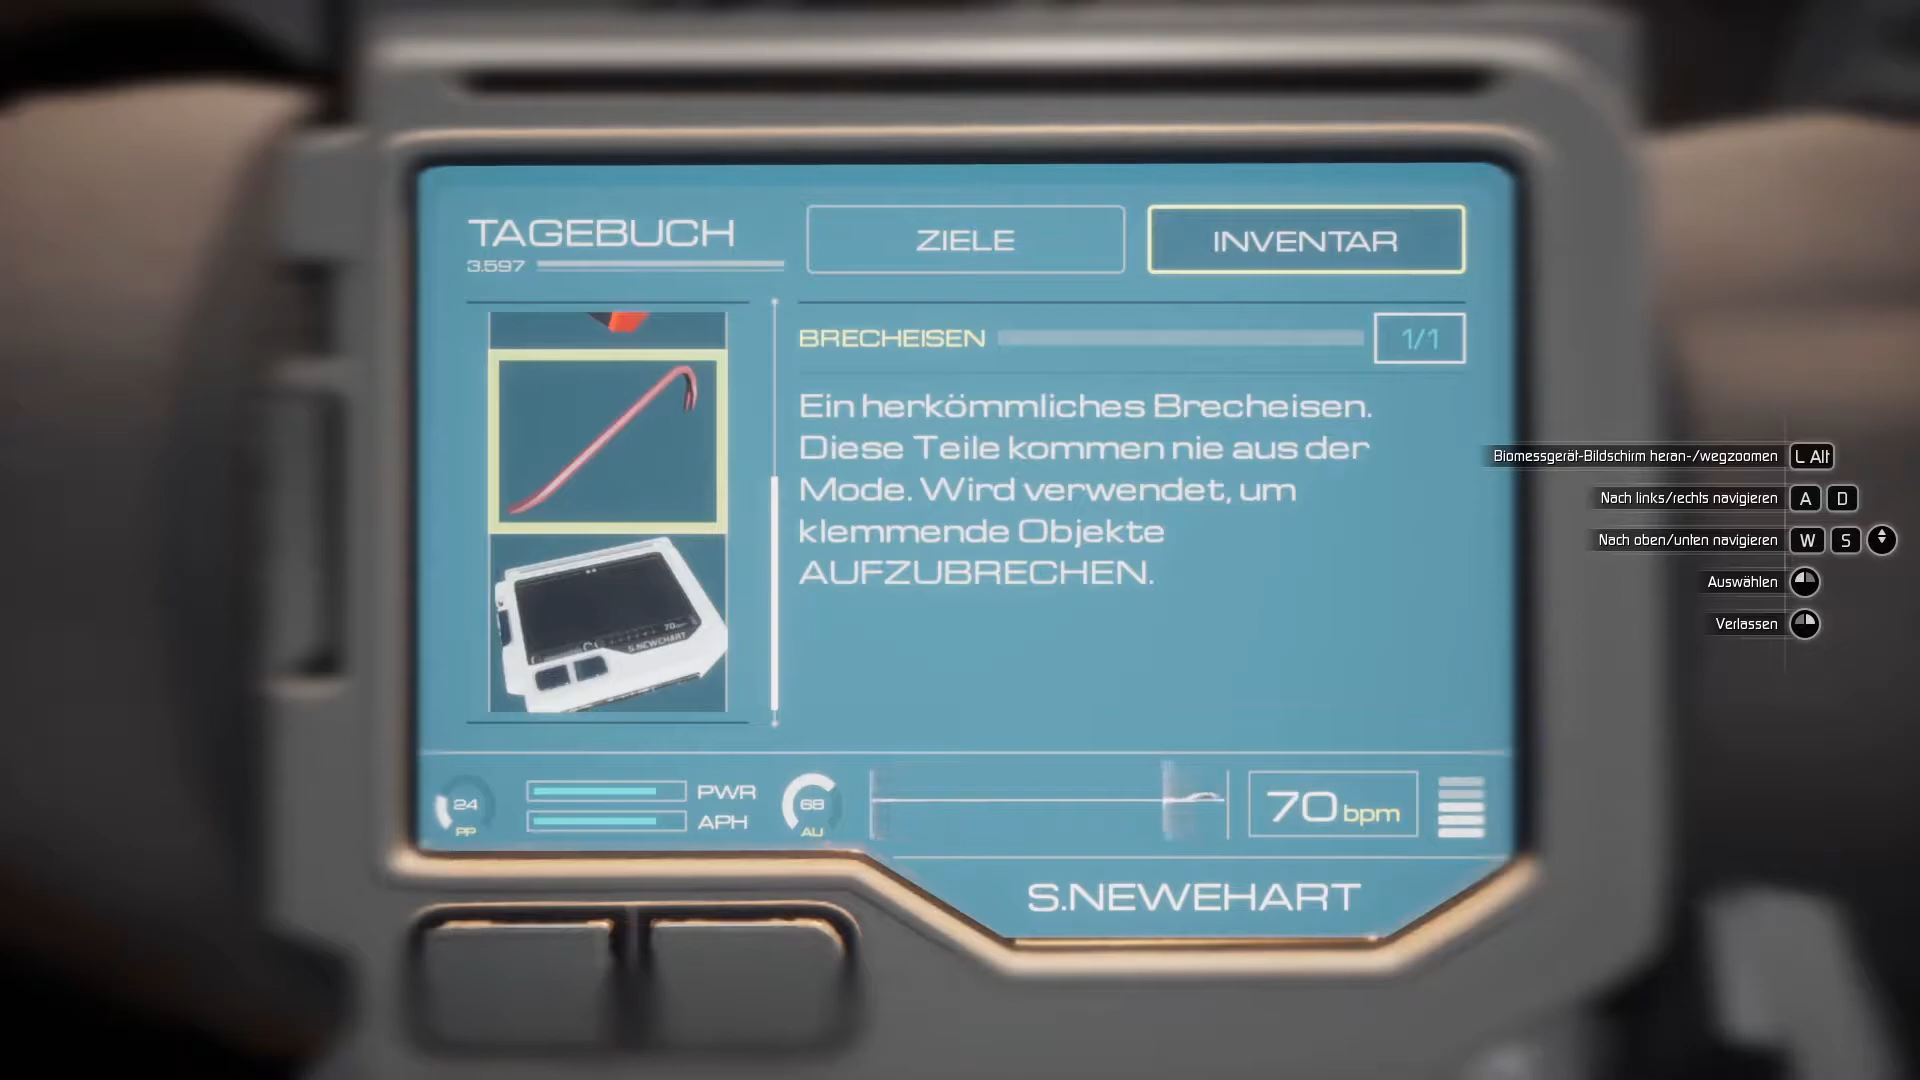 TAGEBUCH
3.597
ZIELE
INVENTAR
BRECHEISEN
1/1
Ein herkömmliches Brecheisen.
Diese Teile kommen nie aus der
Mode. Wird verwendet, um
klemmende Objekte
AUFZUBRECHEN.
70
S.NEWEHART
24
PP
PWR
APH
68
AU
70 bpm
S.NEWEHART
Biomessgerät-Bildschirm heran-/wegzoomen L Alt
Nach links/rechts navigieren A D
Nach oben/unten navigieren W S
Auswählen
Verlassen